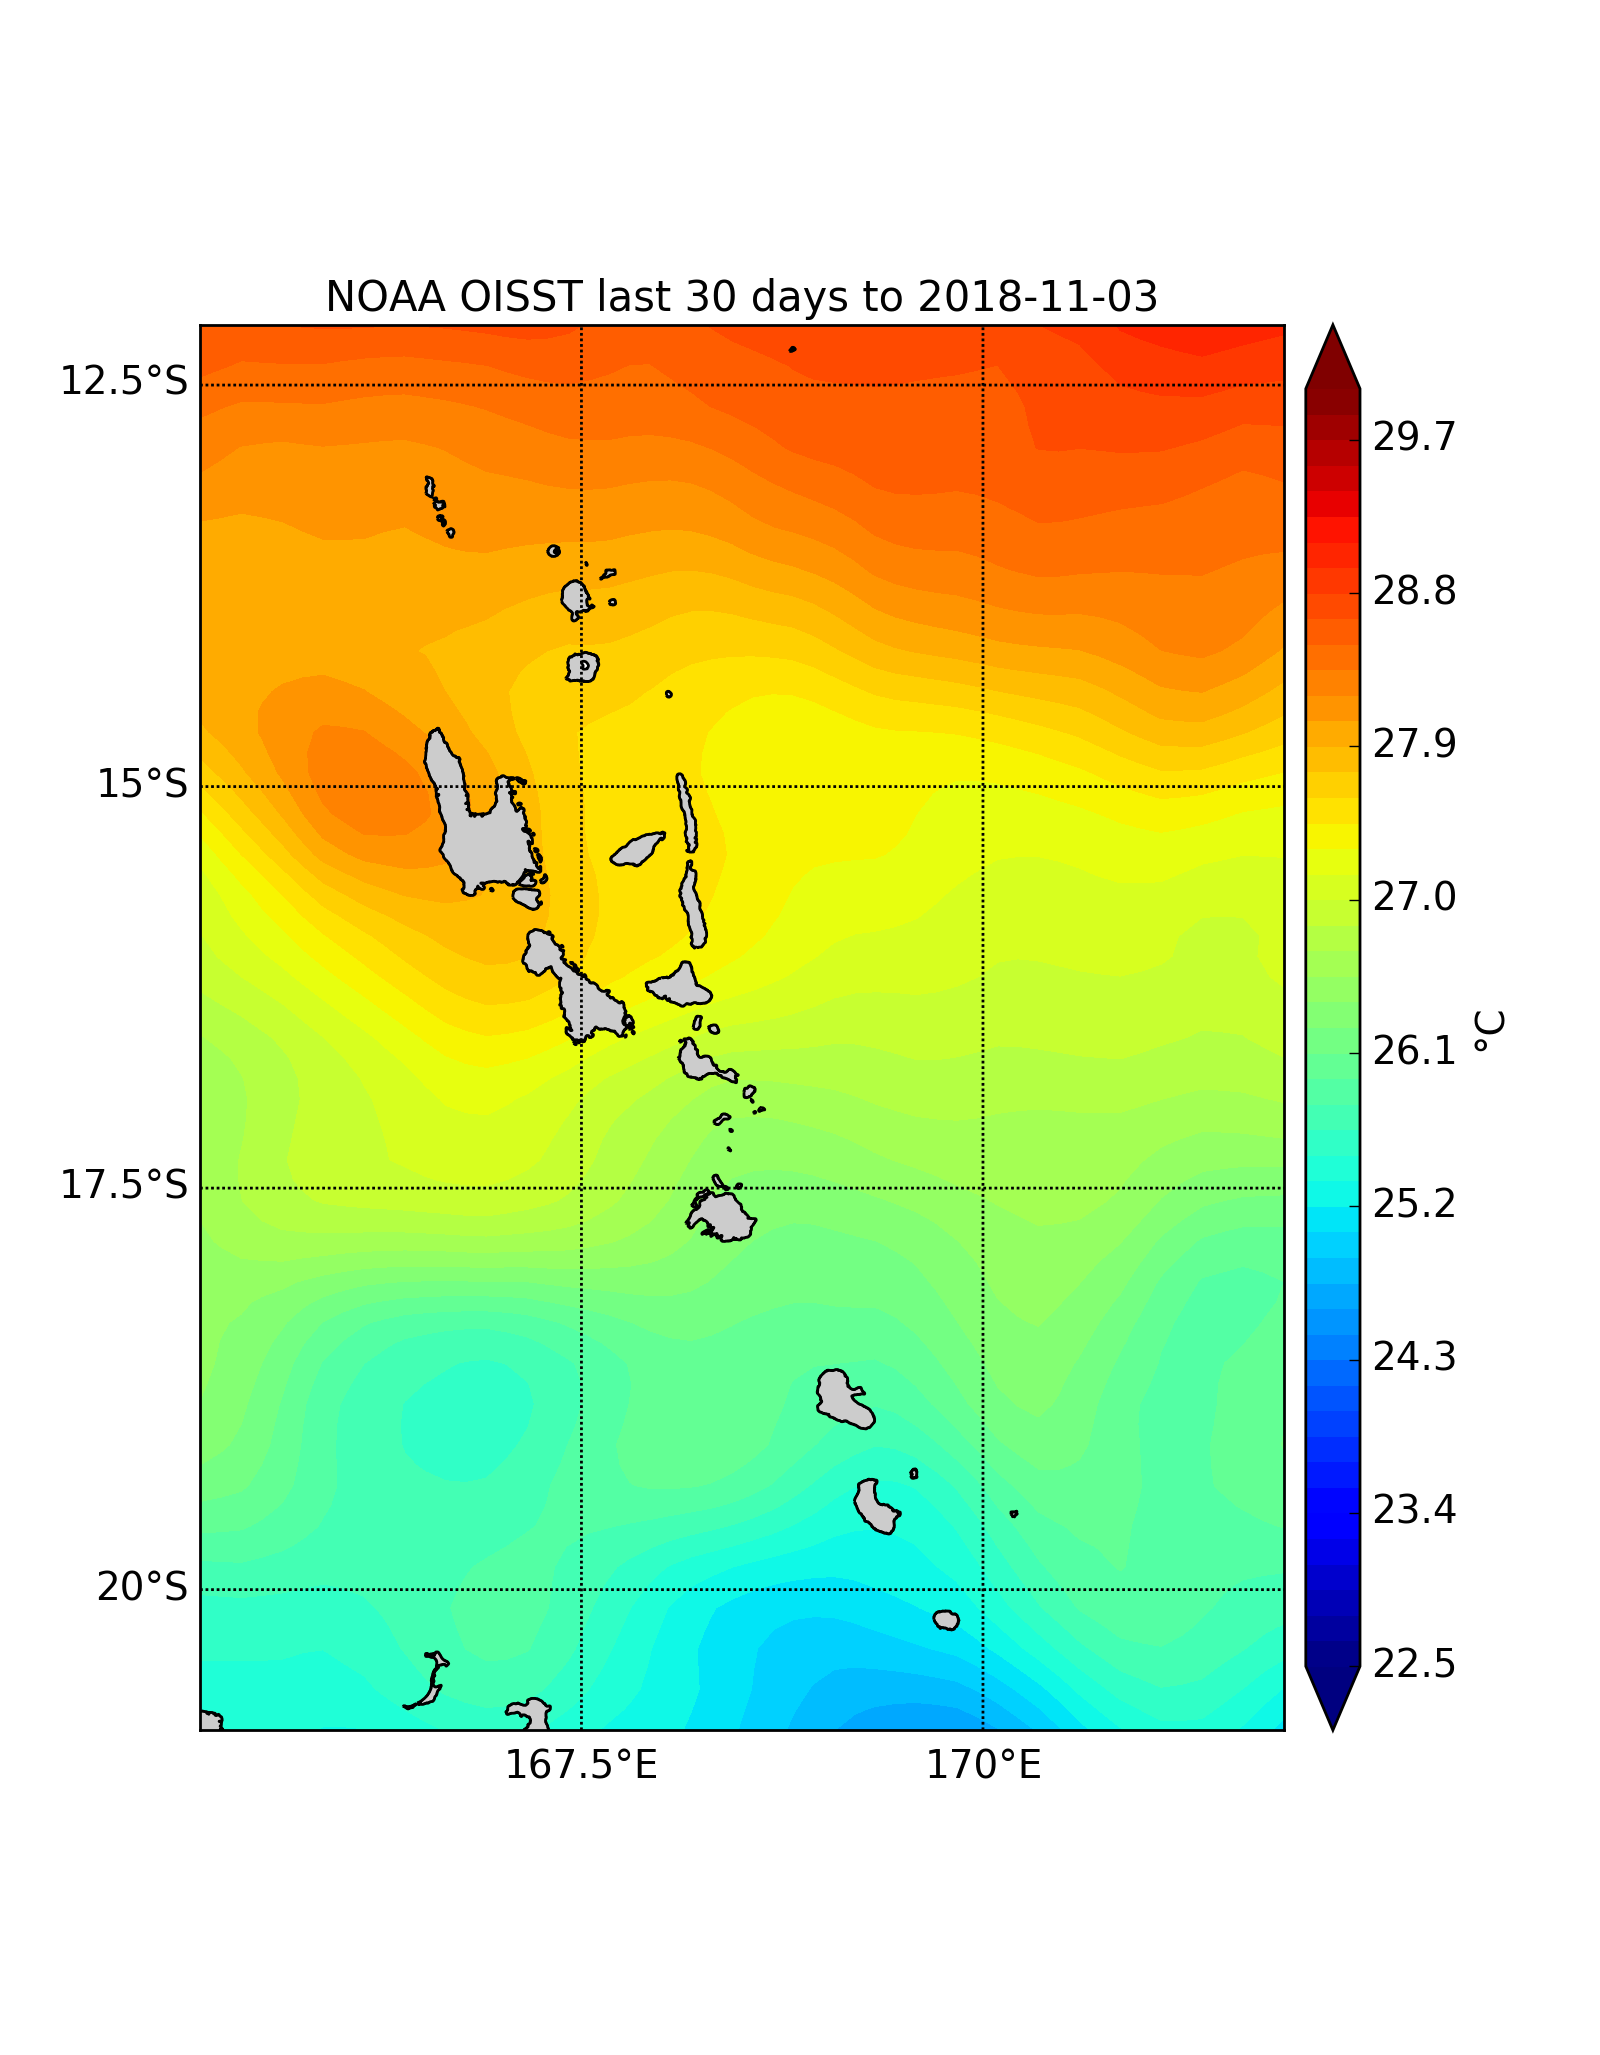 NOAA OISST last 30 days to 2018-11-03
12.5°S
15°S
17.5°S
20°S
167.5°E
170°E
29.7
28.8
27.9
27.0
26.1
25.2
24.3
23.4
22.5
°C